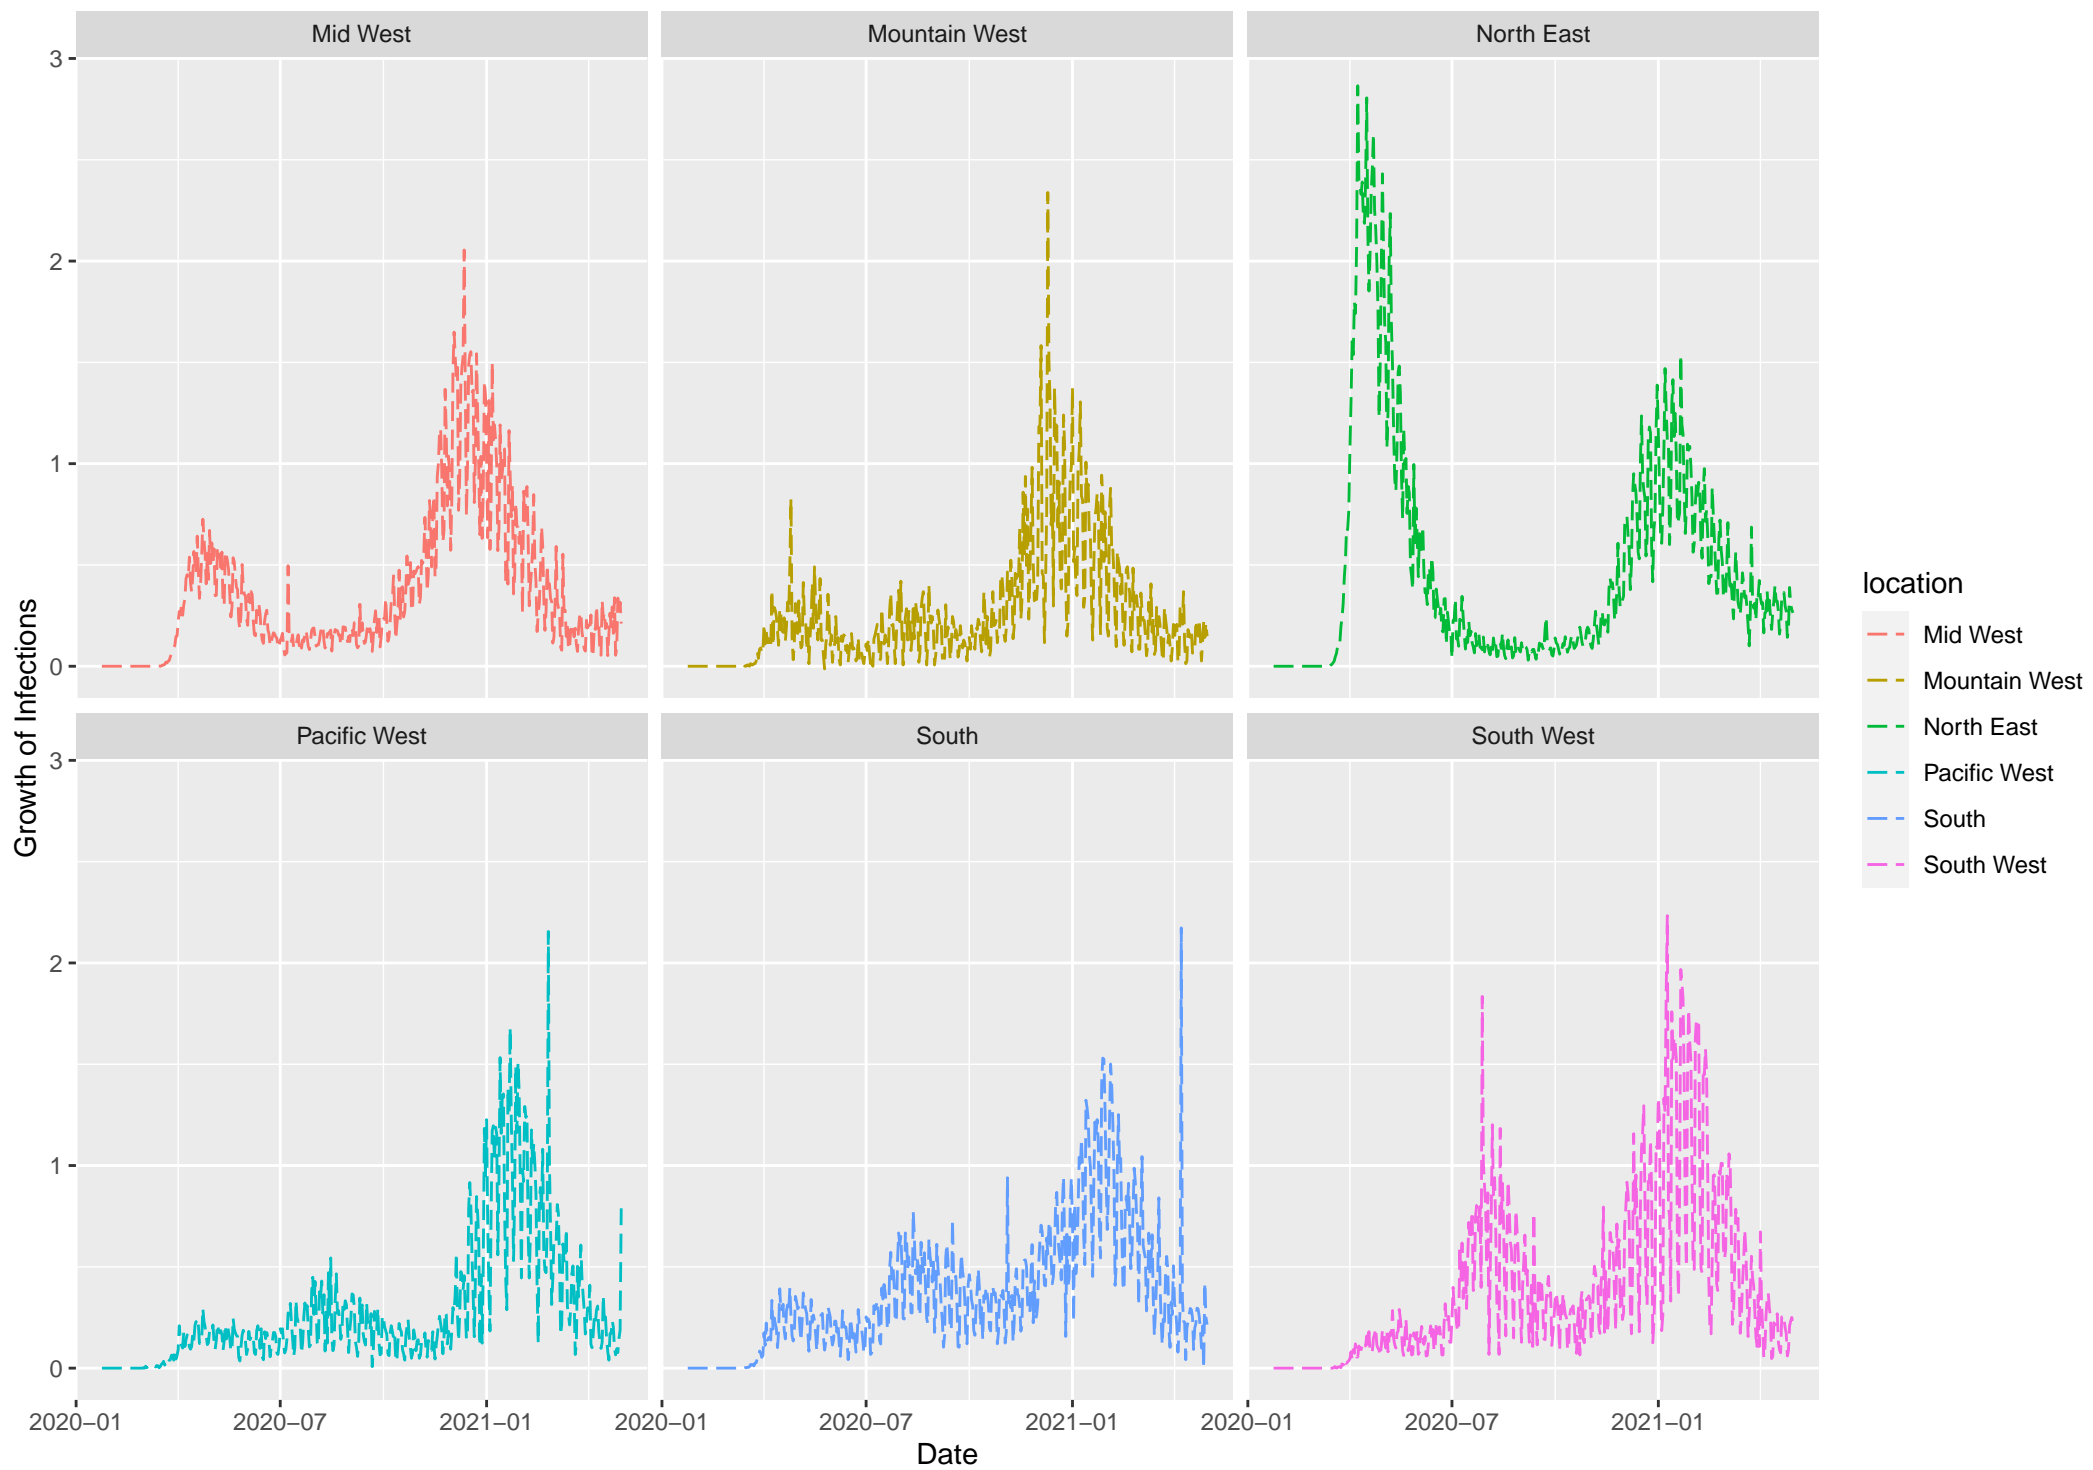 Mid West
Mountain West
North East
3
2
1
0
Pacific West
South
South West
3
2
1
0
2020–01
2020–07
2021–01
2020–01
2020–07
2021–01
2020–01
2020–07
2021–01
Date
Growth of Infections
location
Mid West
Mountain West
North East
Pacific West
South
South West